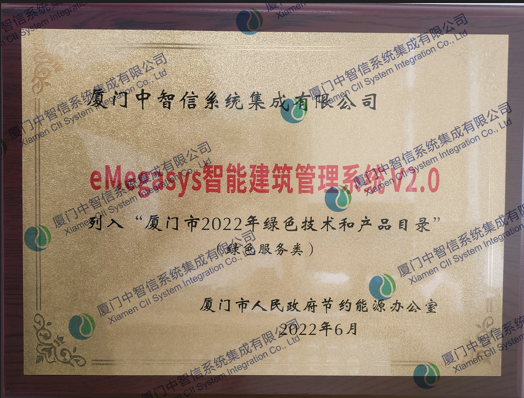 厦门中智信系统集成有限公司
eMegasys智能建筑管理系统 V2.0
列入“厦门市2022年绿色技术和产品目录”
(绿色服务类)
厦门市人民政府节约能源办公室
2022年6月
厦门中智信系统集成有限公司
Xiamen CII System Integration Co., Ltd